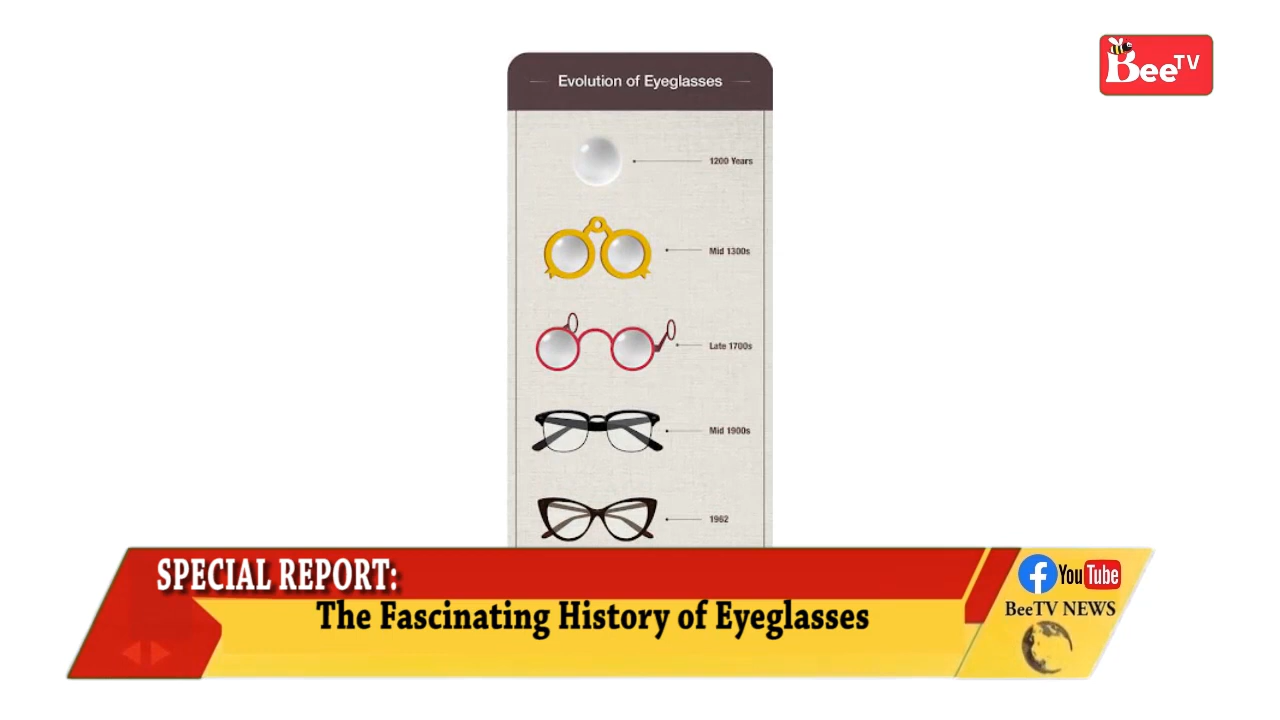 BeeTV
Evolution of Eyeglasses
1200 Years
Mid 1300s
Late 1700s
Mid 1900s
1962
SPECIAL REPORT:
The Fascinating History of Eyeglasses
f YouTube
BeeTV NEWS